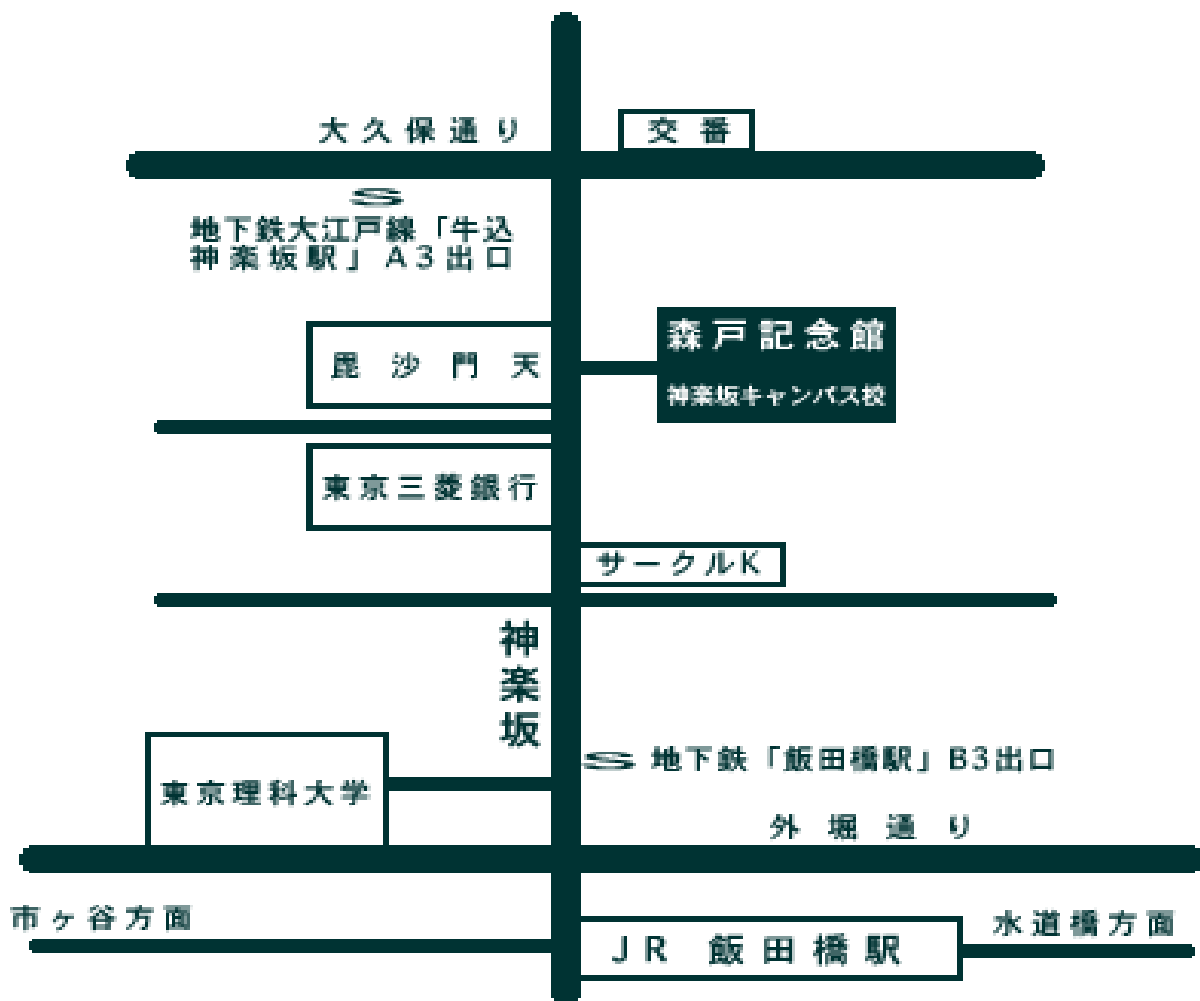 大久保通り
交番
S
地下鉄大江戸線「牛込
神楽坂駅」A3出口
森戸記念館
神楽坂キャンパス校
毘沙門天
東京三菱銀行
サークルK
神楽坂
S 地下鉄「飯田橋駅」B3出口
東京理科大学
外堀通り
市ヶ谷方面
JR 飯田橋駅
水道橋方面